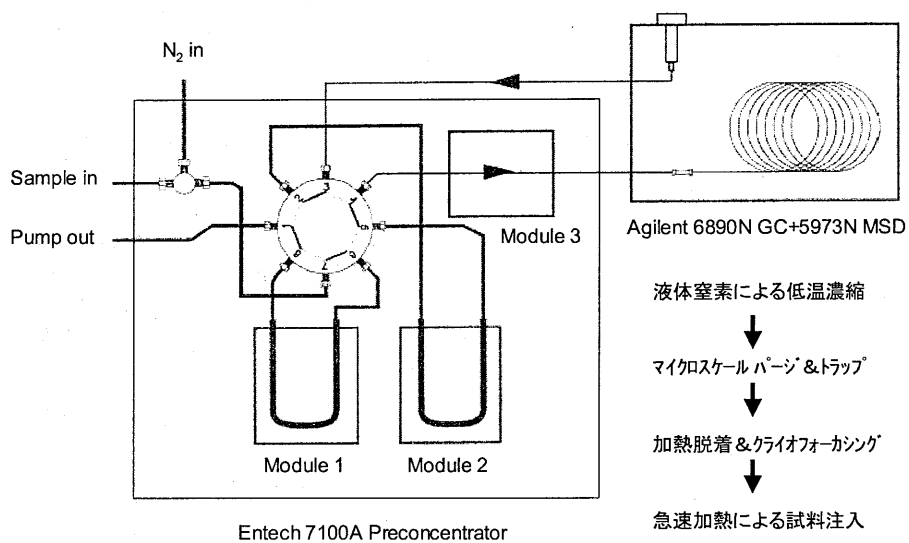 N₂ in
Sample in
Pump out
Module 3
Agilent 6890N GC+5973N MSD
Module 1
Module 2
Entech 7100A Preconcentrator
液体窒素による低温濃縮
マイクロスケール パージ&トラップ
加熱脱着&クライオフォーカシング
急速加熱による試料注入